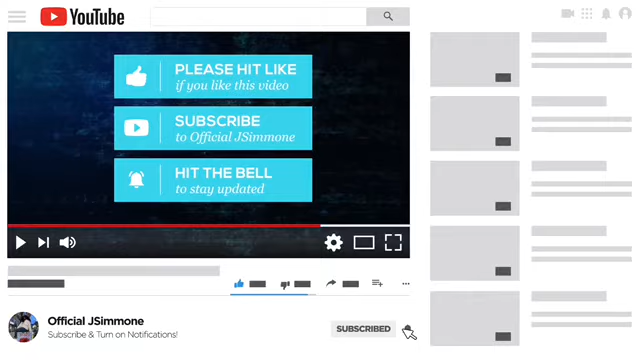 YouTube
PLEASE HIT LIKE
if you like this video
SUBSCRIBE
to Official JSimmone
HIT THE BELL
to stay updated
Official JSimmone
Subscribe & Turn on Notifications!
SUBSCRIBED